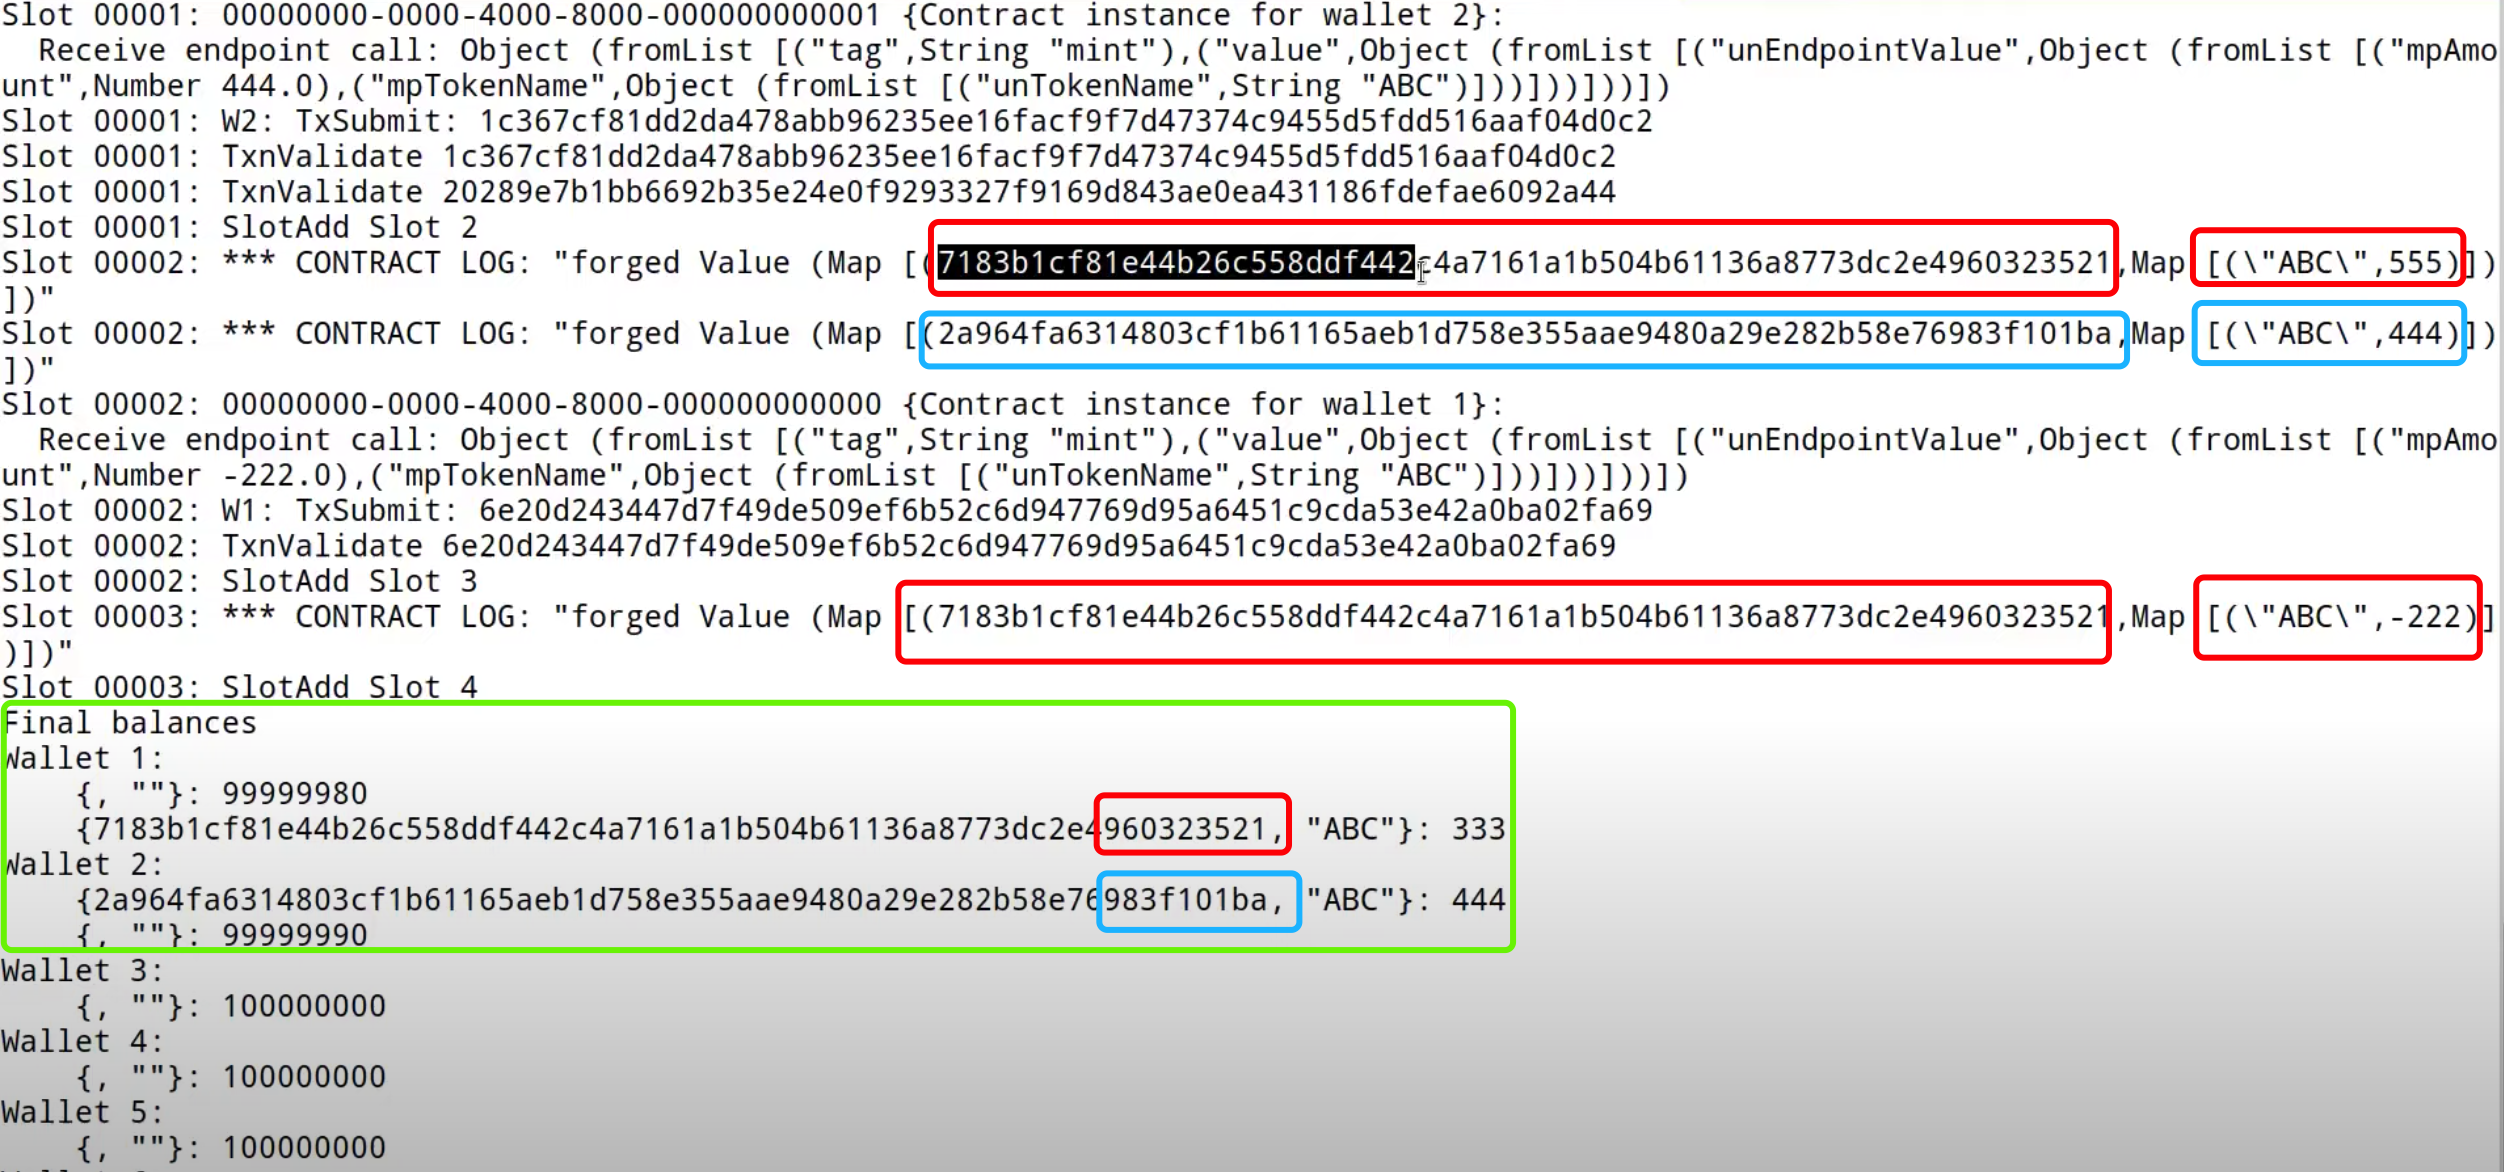 Slot 00001: 00000000-0000-4000-8000-000000000001 {Contract instance for wallet 2}:
  Receive endpoint call: Object (fromList [("tag",String "mint"),("value",Object (fromList [("unEndpointValue",Object (fromList [("mpAmo
unt",Number 444.0),("mpTokenName",Object (fromList [("unTokenName",String "ABC")]))]))]))])
Slot 00001: W2: TxSubmit: 1c367cf81dd2da478abb96235ee16facf9f7d47374c9455d5fdd516aaf04d0c2
Slot 00001: TxnValidate 1c367cf81dd2da478abb96235ee16facf9f7d47374c9455d5fdd516aaf04d0c2
Slot 00001: TxnValidate 20289e7b1bb6692b35e24e0f9293327f9169d843ae0ea431186fdefae6092a44
Slot 00001: SlotAdd Slot 2
Slot 00002: *** CONTRACT LOG: "forged Value (Map [(7183b1cf81e44b26c558ddf442c4a7161a1b504b61136a8773dc2e4960323521,Map [(\"ABC\",555)])
])"
Slot 00002: *** CONTRACT LOG: "forged Value (Map [(2a964fa6314803cf1b61165aeb1d758e355aae9480a29e282b58e76983f101ba,Map [(\"ABC\",444)])
])"
Slot 00002: 00000000-0000-4000-8000-000000000000 {Contract instance for wallet 1}:
  Receive endpoint call: Object (fromList [("tag",String "mint"),("value",Object (fromList [("unEndpointValue",Object (fromList [("mpAmo
unt",Number -222.0),("mpTokenName",Object (fromList [("unTokenName",String "ABC")]))]))]))])
Slot 00002: W1: TxSubmit: 6e20d243447d7f49de509ef6b52c6d947769d95a6451c9cda53e42a0ba02fa69
Slot 00002: TxnValidate 6e20d243447d7f49de509ef6b52c6d947769d95a6451c9cda53e42a0ba02fa69
Slot 00002: SlotAdd Slot 3
Slot 00003: *** CONTRACT LOG: "forged Value (Map [(7183b1cf81e44b26c558ddf442c4a7161a1b504b61136a8773dc2e4960323521,Map [(\"ABC\",-222)]
)])"
Slot 00003: SlotAdd Slot 4
Final balances
Wallet 1:
    {, ""}: 99999980
    {7183b1cf81e44b26c558ddf442c4a7161a1b504b61136a8773dc2e4960323521, "ABC"}: 333
Wallet 2:
    {2a964fa6314803cf1b61165aeb1d758e355aae9480a29e282b58e76983f101ba, "ABC"}: 444
    {, ""}: 99999990
Wallet 3:
    {, ""}: 100000000
Wallet 4:
    {, ""}: 100000000
Wallet 5:
    {, ""}: 100000000